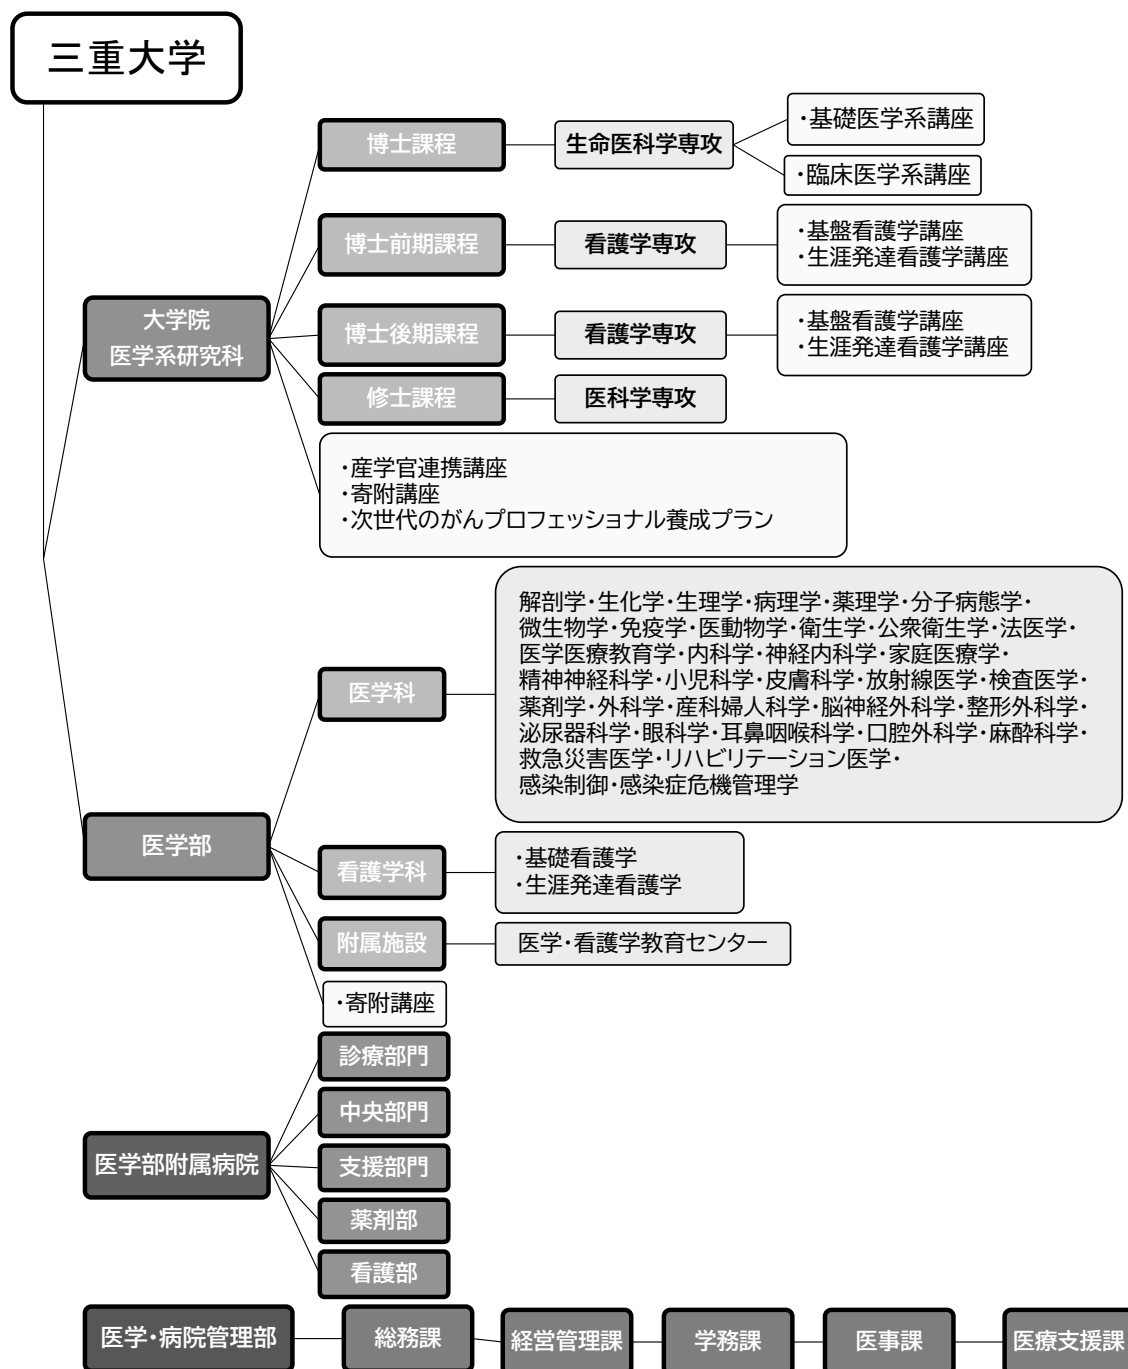 三重大学
大学院
医学系研究科
博士課程
生命医科学専攻
・基礎医学系講座
・臨床医学系講座
博士前期課程
看護学専攻
・基盤看護学講座
・生涯発達看護学講座
博士後期課程
看護学専攻
・基盤看護学講座
・生涯発達看護学講座
修士課程
医科学専攻
・産学官連携講座
・寄附講座
・次世代のがんプロフェッショナル養成プラン
医学部
医学科
解剖学・生化学・生理学・病理学・薬理学・分子病態学・
微生物学・免疫学・医動物学・衛生学・公衆衛生学・法医学・
医学医療教育学・内科学・神経内科学・家庭医療学・
精神神経科学・小児科学・皮膚科学・放射線医学・検査医学・
薬剤学・外科学・産科婦人科学・脳神経外科学・整形外科学・
泌尿器科学・眼科学・耳鼻咽喉科学・口腔外科学・麻酔科学・
救急災害医学・リハビリテーション医学・
感染制御・感染症危機管理学
看護学科
・基礎看護学
・生涯発達看護学
附属施設
医学・看護学教育センター
・寄附講座
医学部附属病院
診療部門
中央部門
支援部門
薬剤部
看護部
医学・病院管理部
総務課
経営管理課
学務課
医事課
医療支援課